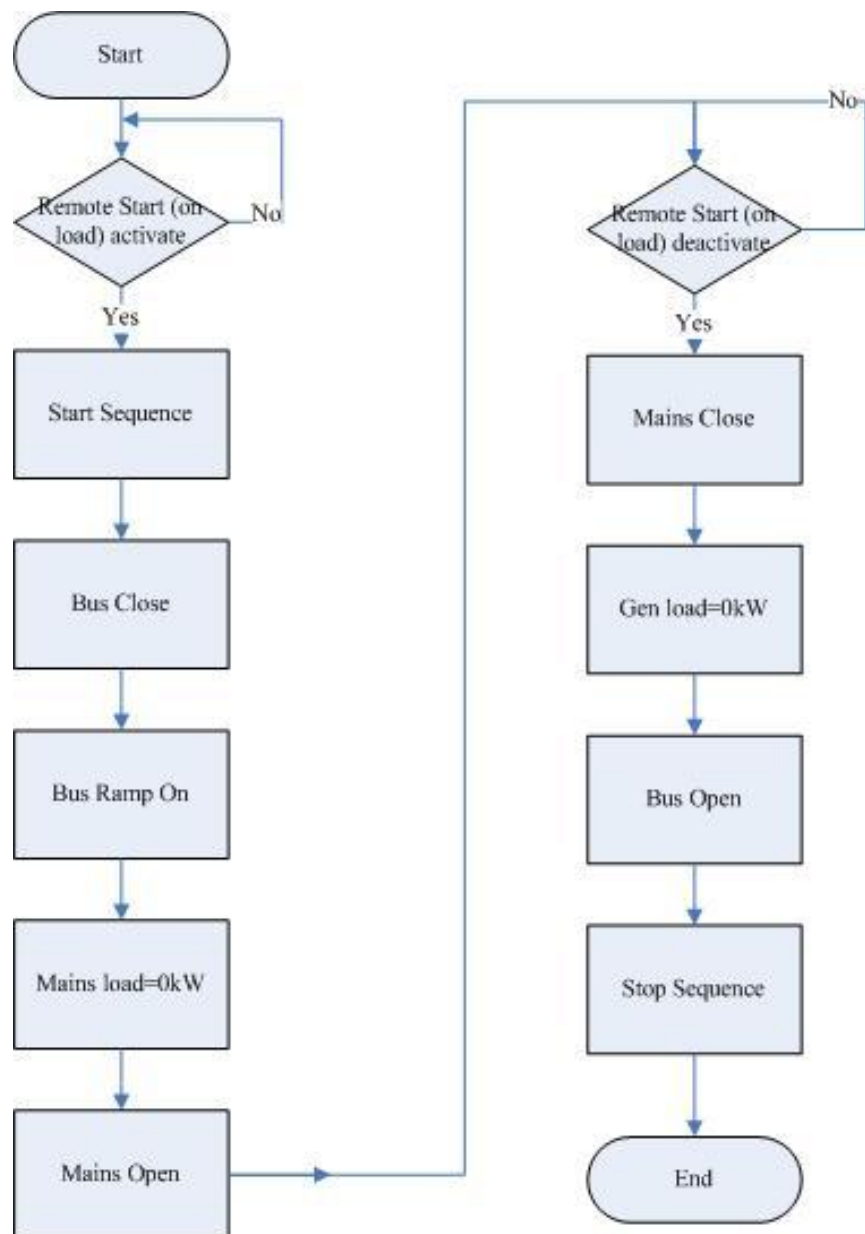 Start
Remote Start (on
load) activate
No
Yes
Start Sequence
Bus Close
Bus Ramp On
Mains load=0kW
Mains Open
No
Remote Start (on
load) deactivate
Yes
Mains Close
Gen load=0kW
Bus Open
Stop Sequence
End